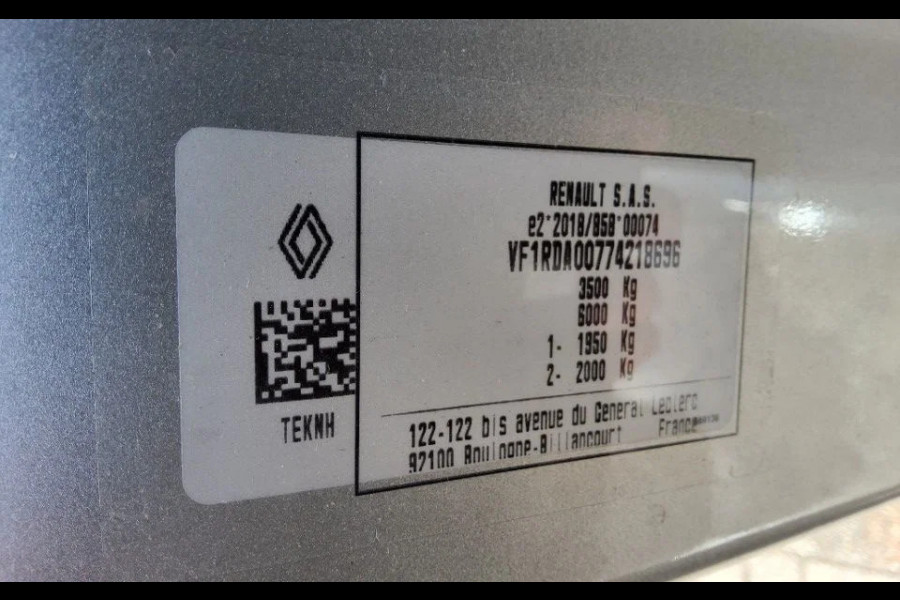 RENAULT S.A.S.
e2*2018/858*00074
VF1RDA00774218696
3500 Kg
6000 Kg
1- 1950 Kg
2- 2000 Kg
TEKNH
122-122 bis avenue du General Leclerc
92100 Boulogne-Billancourt France